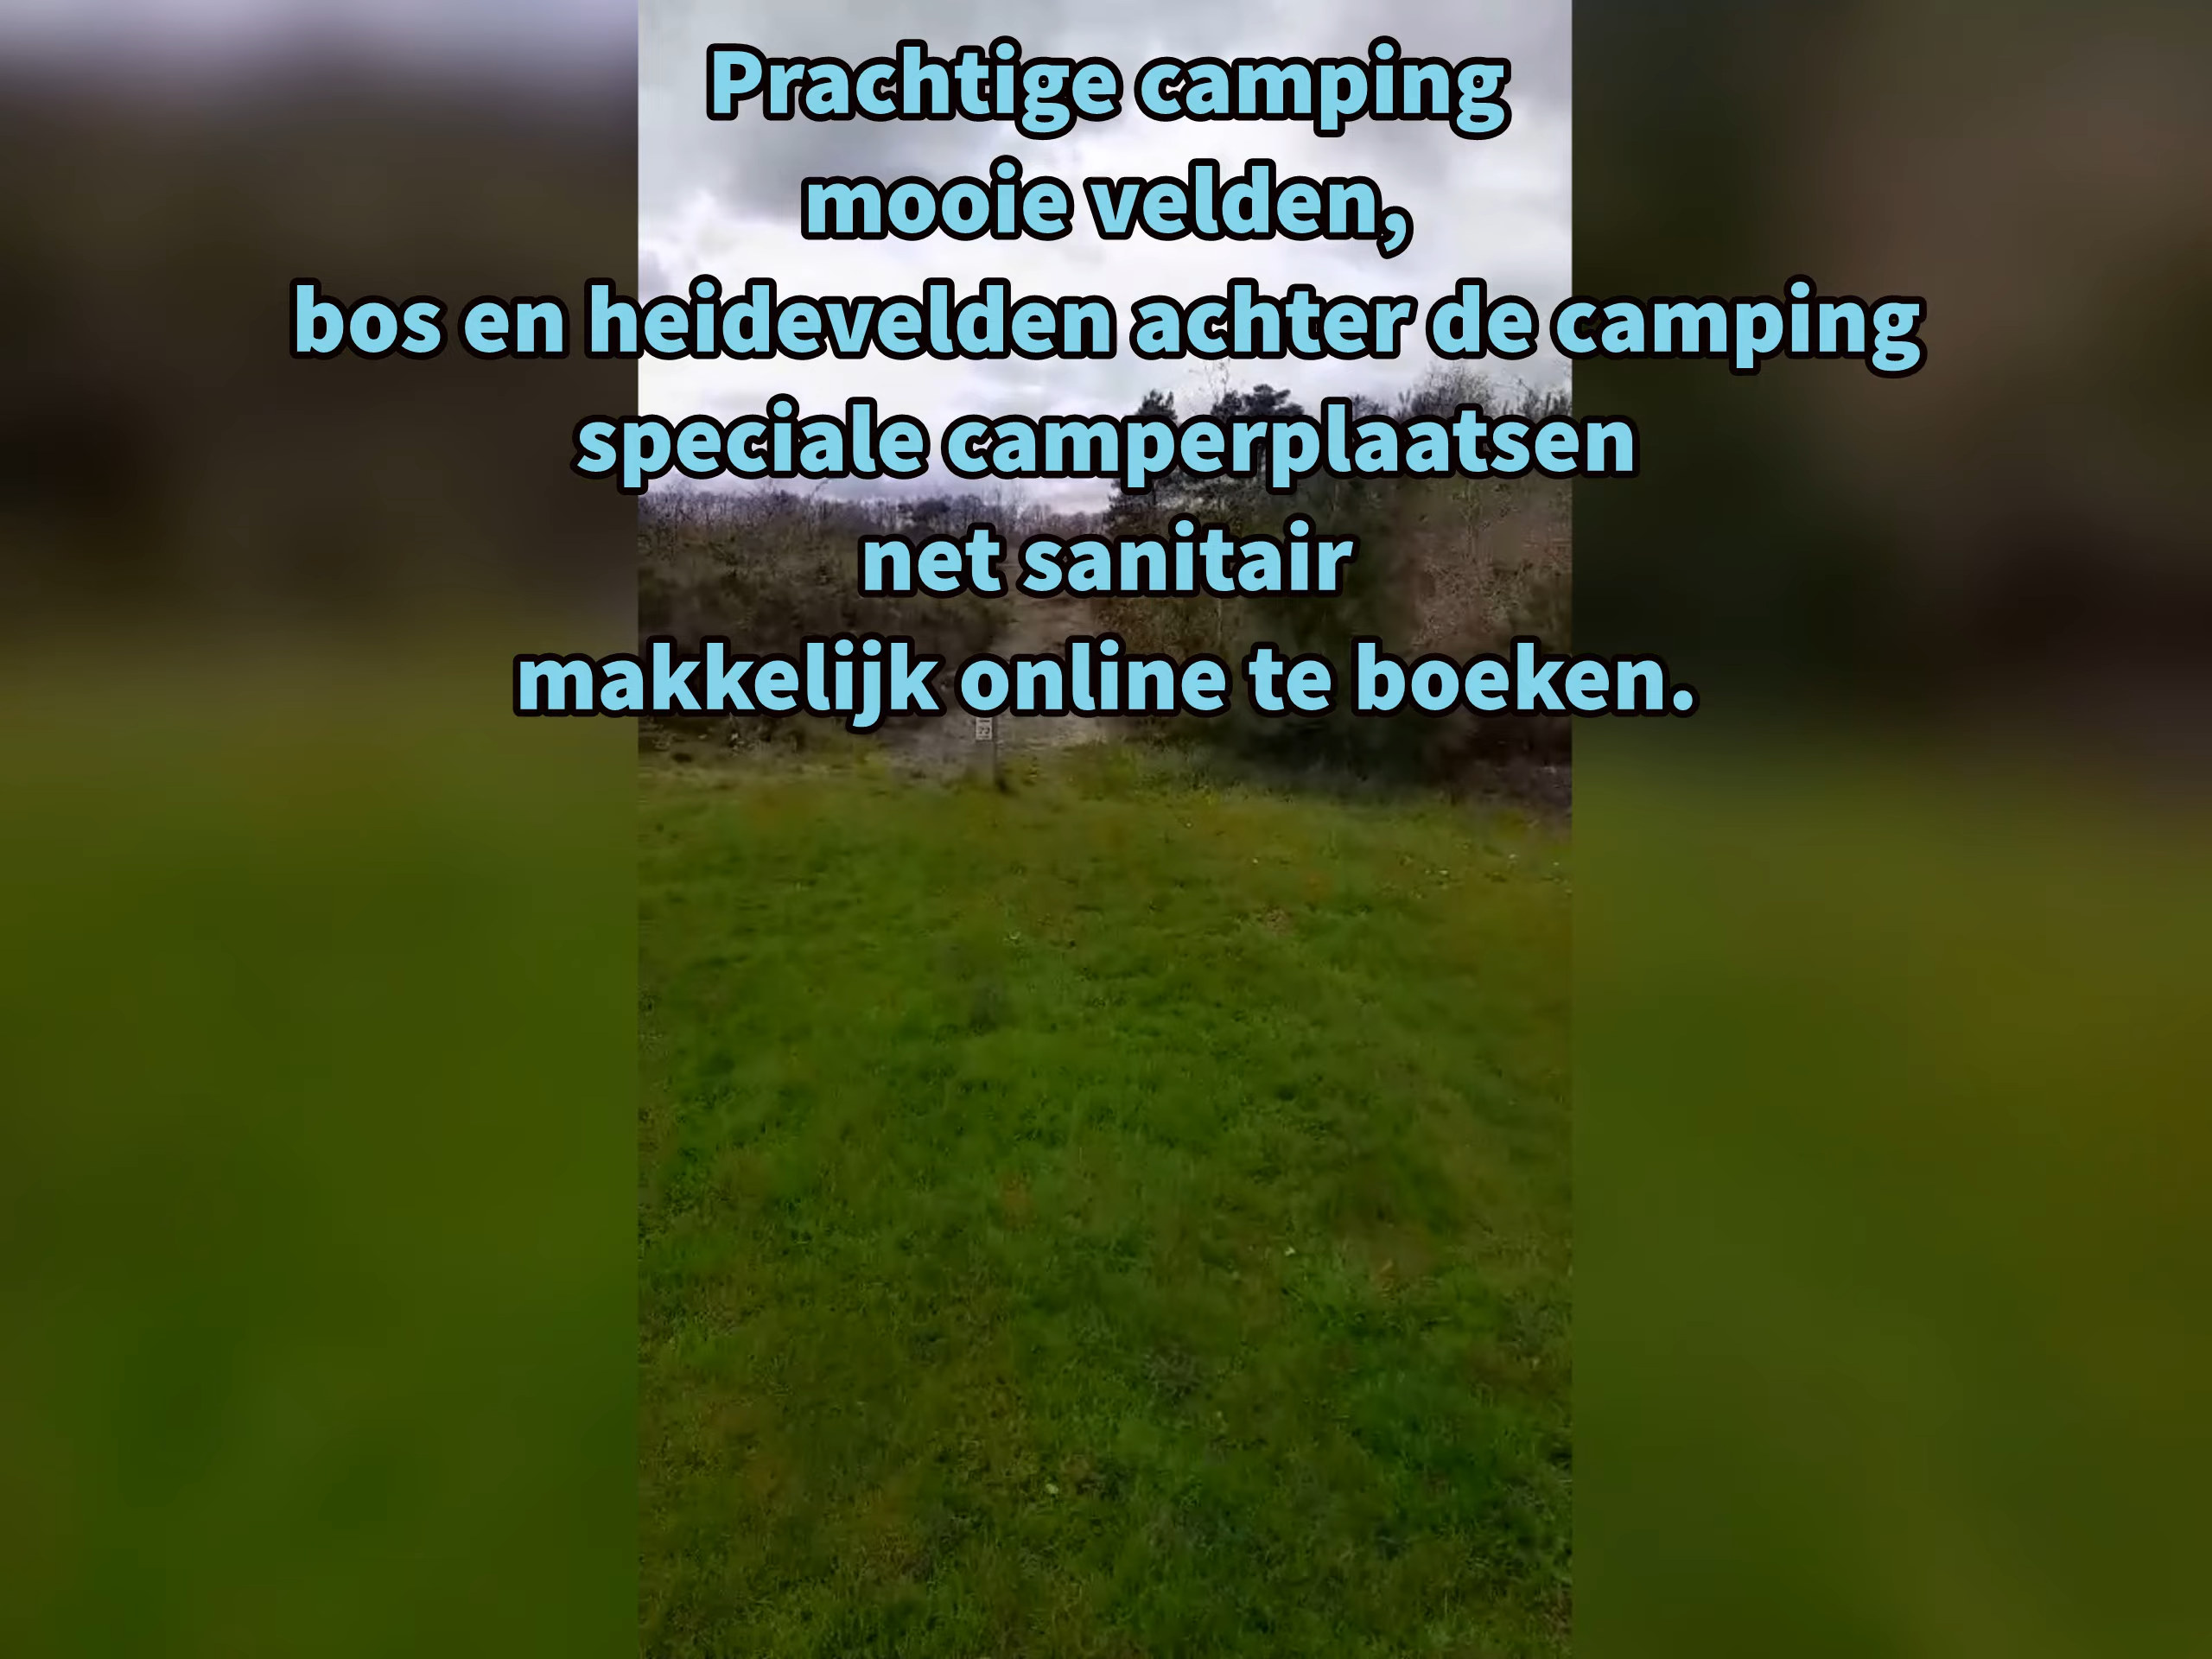 Prachtige camping
mooie velden,
bos en heidevelden achter de camping
speciale camperplaatsen
net sanitair
makkelijk online te boeken.